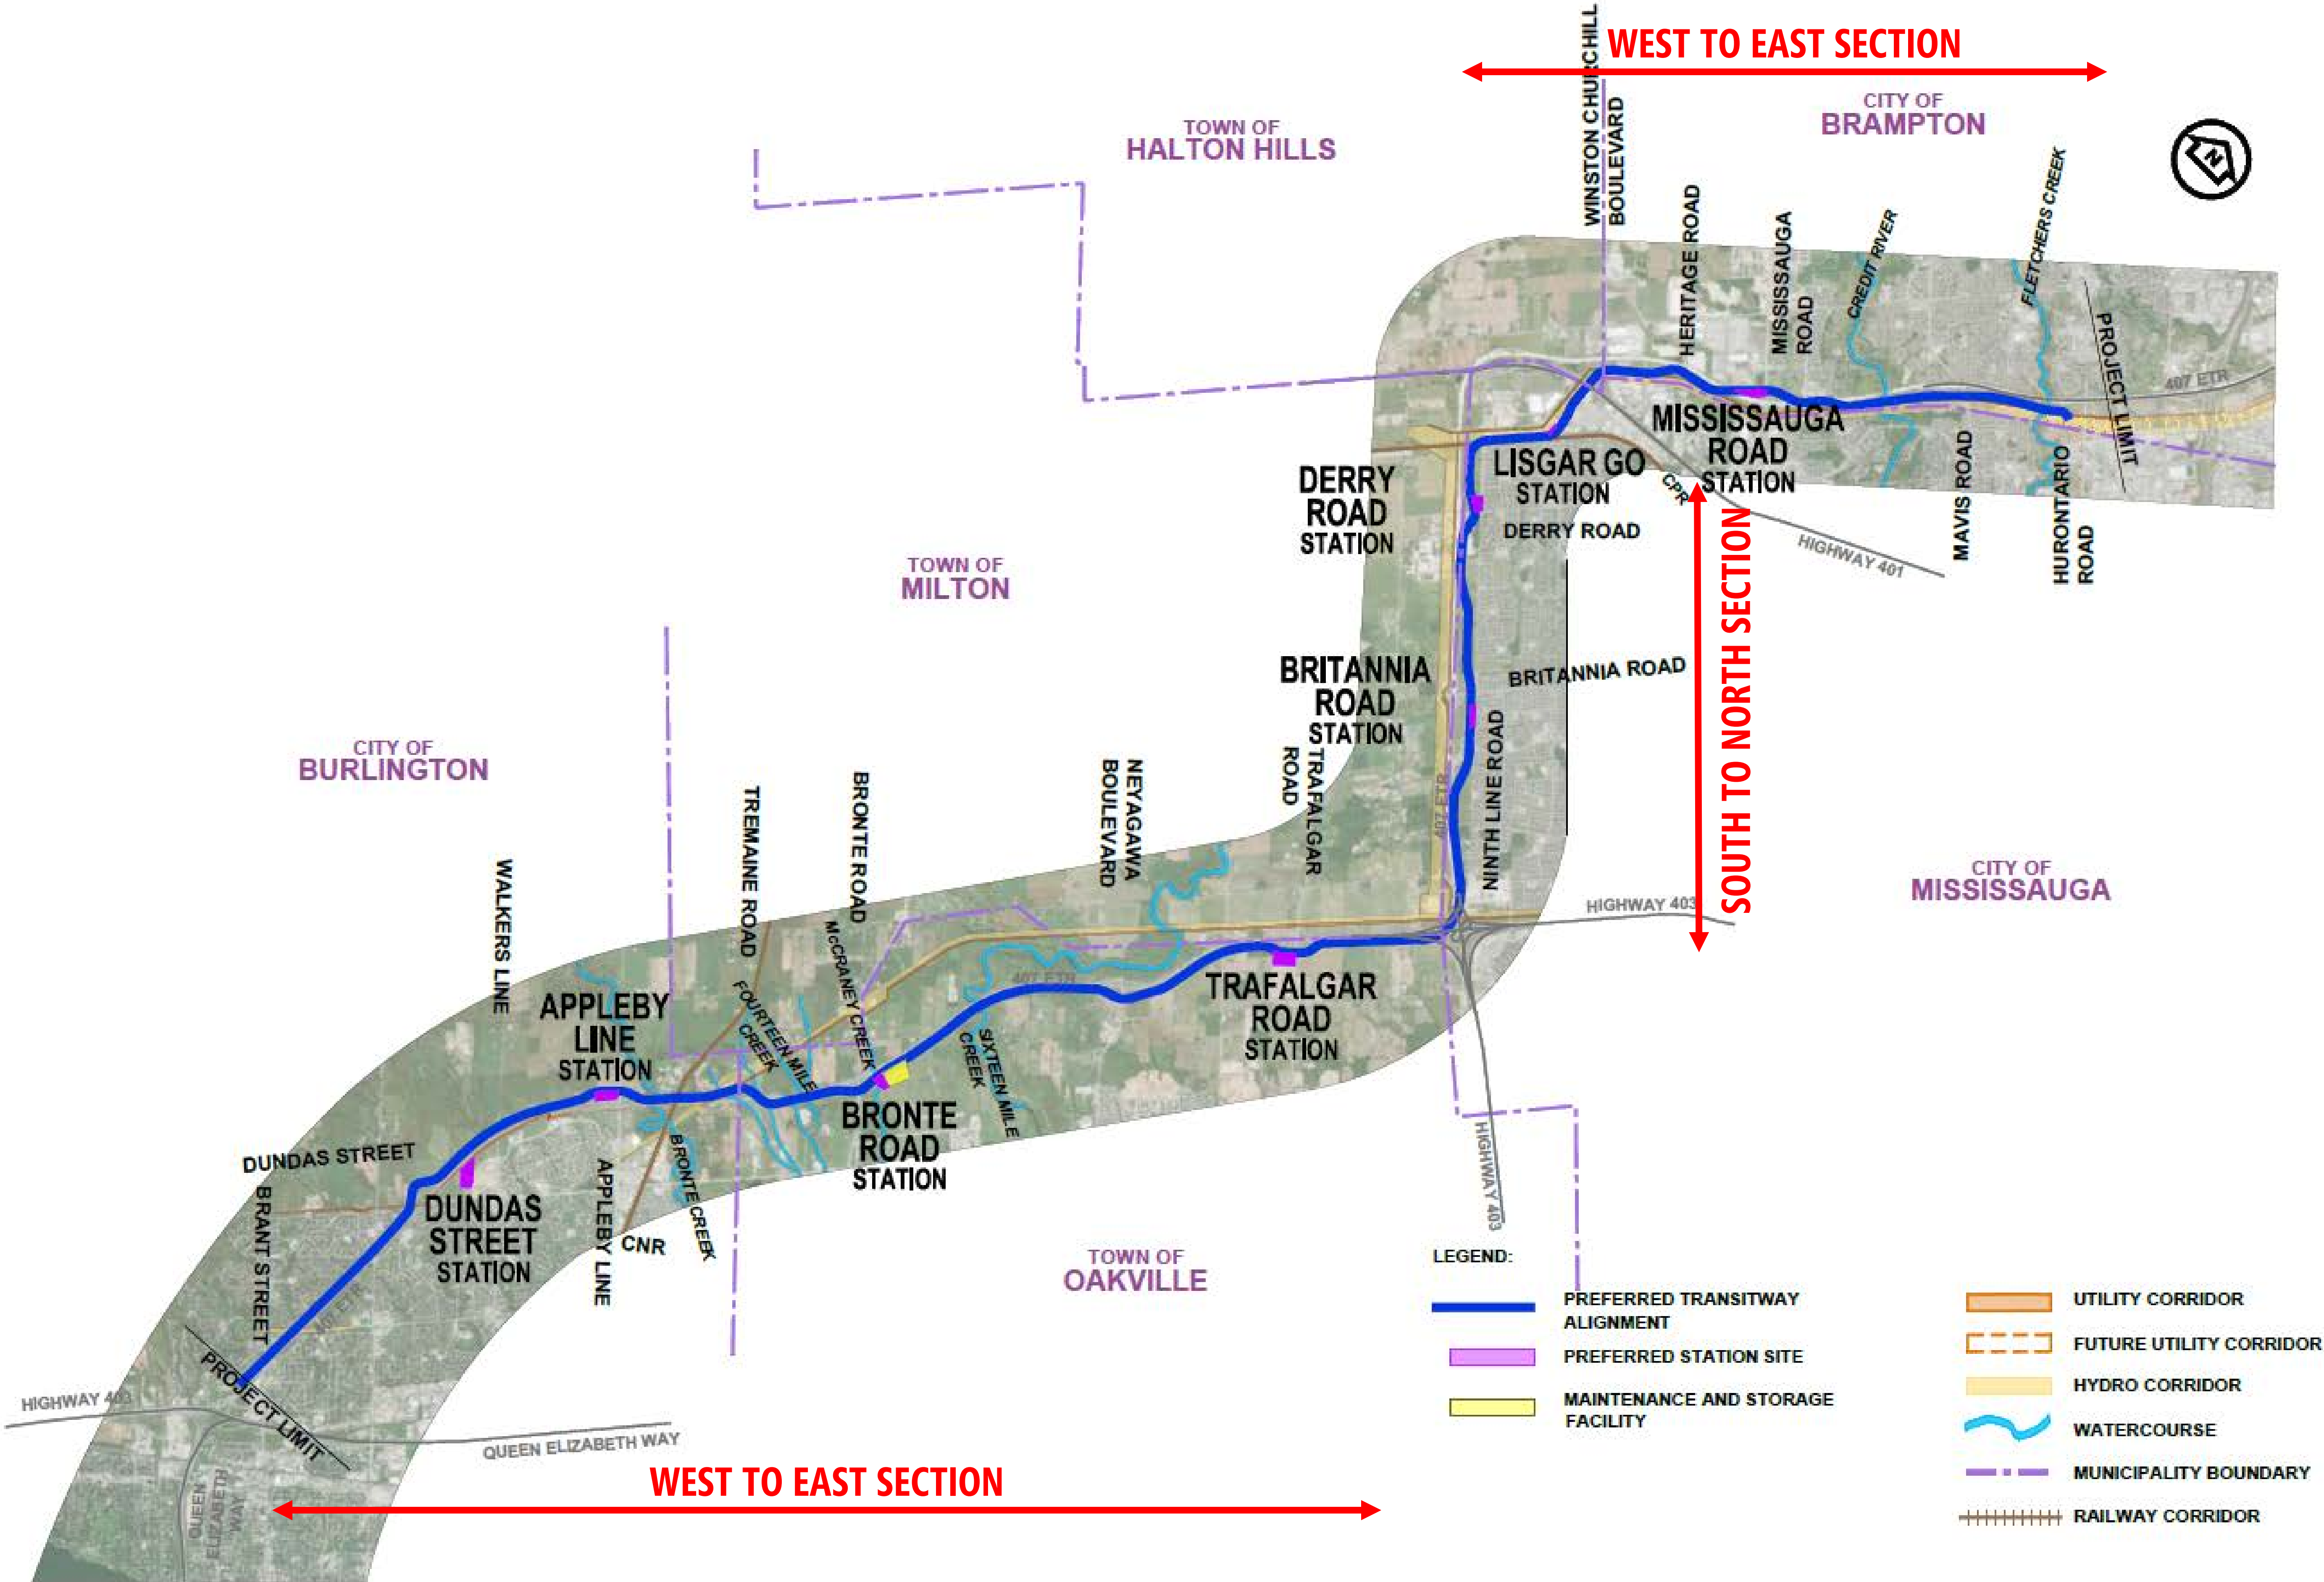 WEST TO EAST SECTION
WINSTON CHURCHILL
BOULEVARD
CITY OF
BRAMPTON
TOWN OF
HALTON HILLS
N
HERITAGE ROAD
MISSISSAUGA
ROAD
CREDIT RIVER
FLETCHERS CREEK
PROJECT LIMIT
407 ETR
MISSISSAUGA
ROAD
STATION
LISGAR GO
STATION
DERRY
ROAD
STATION
CPR
DERRY ROAD
HIGHWAY 401
MAVIS ROAD
HURONTARIO
ROAD
SOUTH TO NORTH SECTION
TOWN OF
MILTON
BRITANNIA
ROAD
STATION
BRITANNIA ROAD
CITY OF
BURLINGTON
TREMAINE ROAD
BRONTE ROAD
NEYAGAWA
BOULEVARD
TRAFALGAR
ROAD
407 ETR
NINTH LINE ROAD
CITY OF
MISSISSAUGA
HIGHWAY 403
WALKERS LINE
McCRANEY CREEK
FOURTEEN MILE
CREEK
407 ETR
SIXTEEN MILE
CREEK
APPLEBY
LINE
STATION
TRAFALGAR
ROAD
STATION
BRONTE
ROAD
STATION
DUNDAS STREET
BRANT STREET
DUNDAS
STREET
STATION
APPLEBY LINE
CNR
BRONTE CREEK
HIGHWAY 403
TOWN OF
OAKVILLE
407 ETR
PROJECT LIMIT
HIGHWAY 403
QUEEN ELIZABETH WAY
QUEEN
ELIZABETH
WAY
WEST TO EAST SECTION
LEGEND:
PREFERRED TRANSITWAY
ALIGNMENT
PREFERRED STATION SITE
MAINTENANCE AND STORAGE
FACILITY
UTILITY CORRIDOR
FUTURE UTILITY CORRIDOR
HYDRO CORRIDOR
WATERCOURSE
MUNICIPALITY BOUNDARY
RAILWAY CORRIDOR